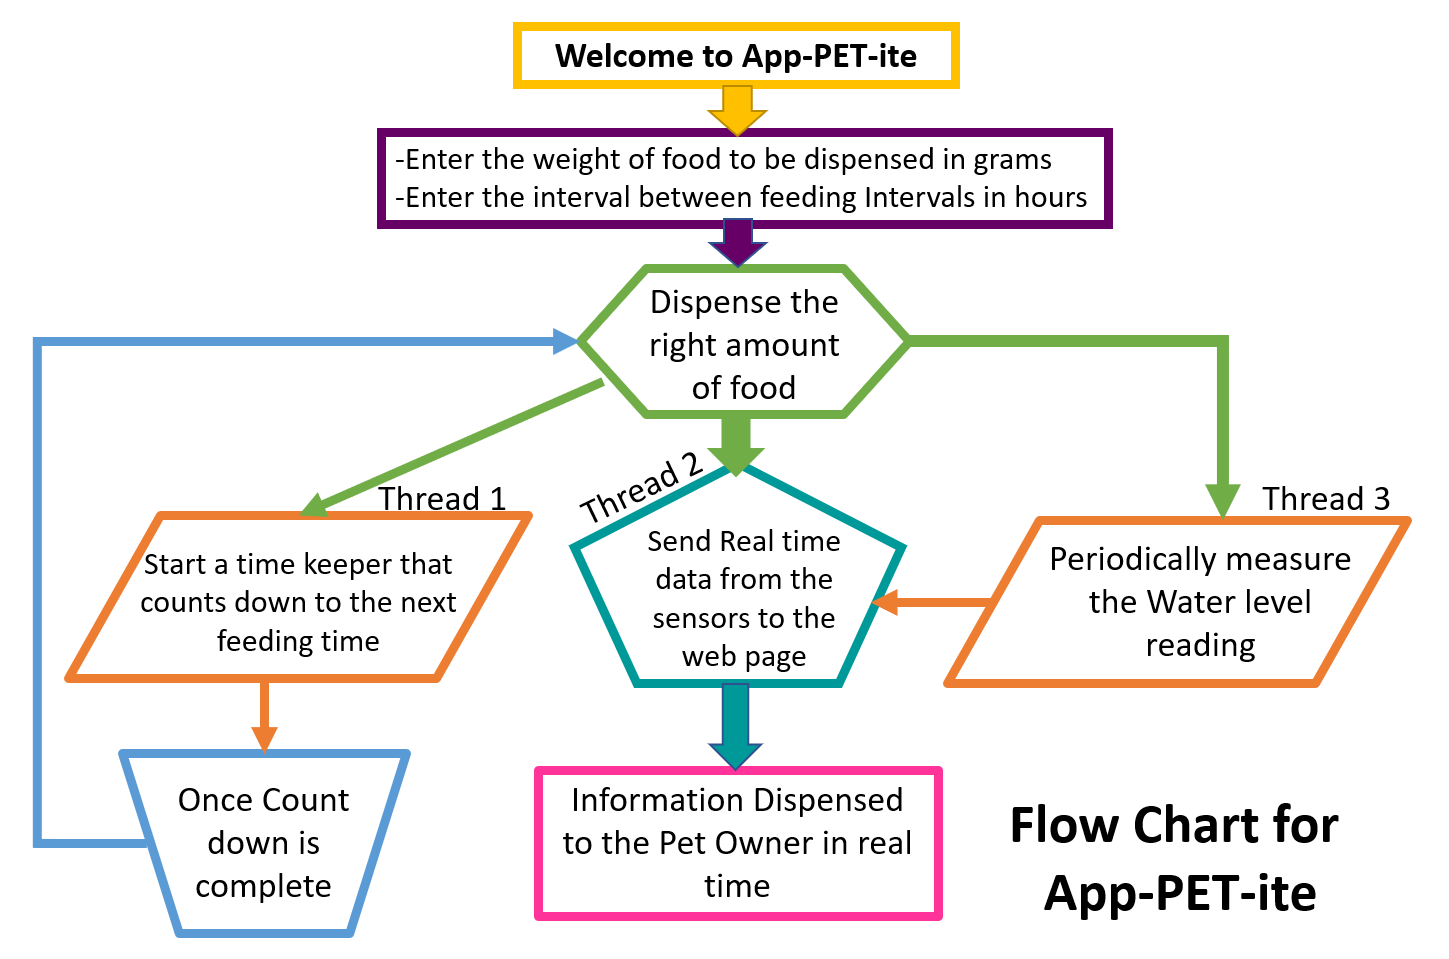 Welcome to App-PET-ite
-Enter the weight of food to be dispensed in grams
-Enter the interval between feeding Intervals in hours
Dispense the
right amount
of food
Thread 1
Start a time keeper that
counts down to the next
feeding time
Once Count
down is
complete
Thread 2
Send Real time
data from the
sensors to the
web page
Information Dispensed
to the Pet Owner in real
time
Thread 3
Periodically measure
the Water level
reading
Flow Chart for
App-PET-ite